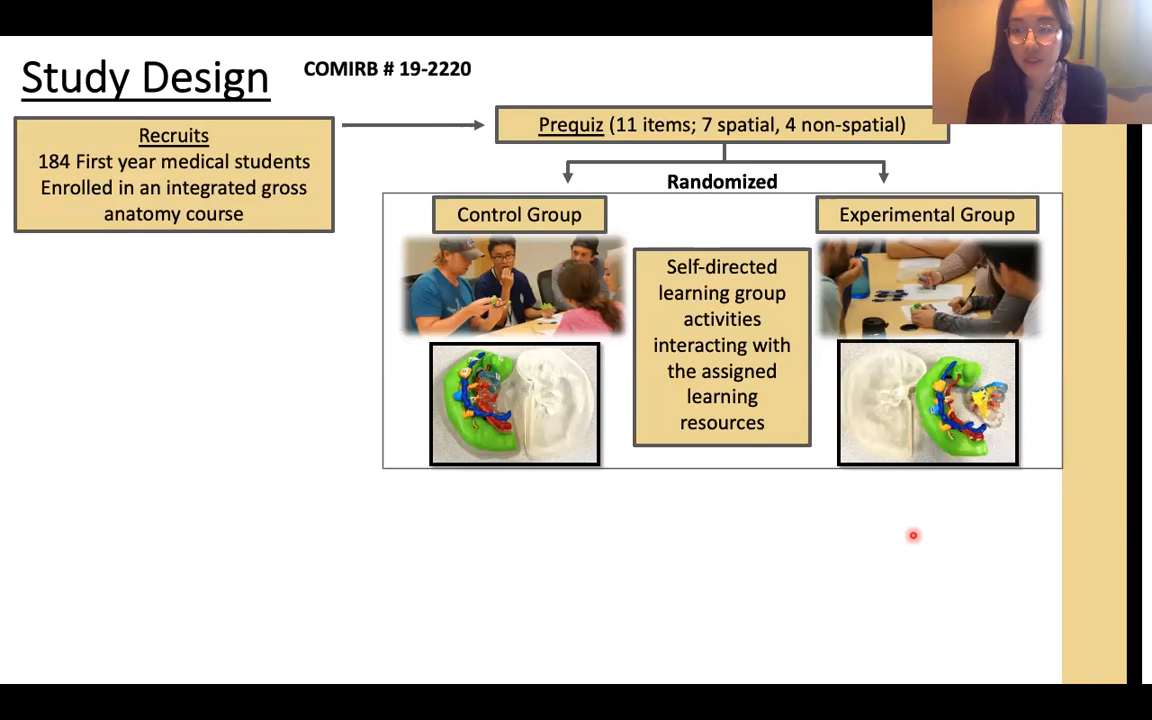 Study Design
COMIRB # 19-2220
Recruits
184 First year medical students
Enrolled in an integrated gross
anatomy course
Prequiz (11 items; 7 spatial, 4 non-spatial)
Randomized
Control Group
Experimental Group
Self-directed
learning group
activities
interacting with
the assigned
learning
resources